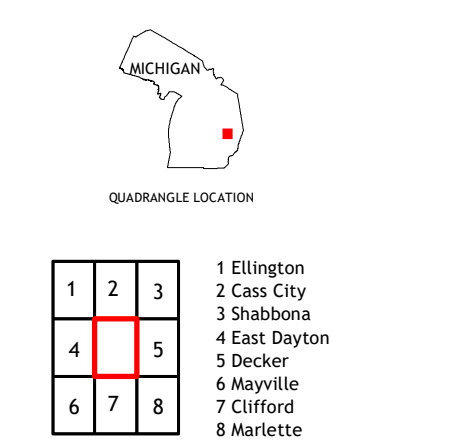 MICHIGAN
QUADRANGLE LOCATION
1 2 3
4 5
6 7 8
1 Ellington
2 Cass City
3 Shabbona
4 East Dayton
5 Decker
6 Mayville
7 Clifford
8 Marlette